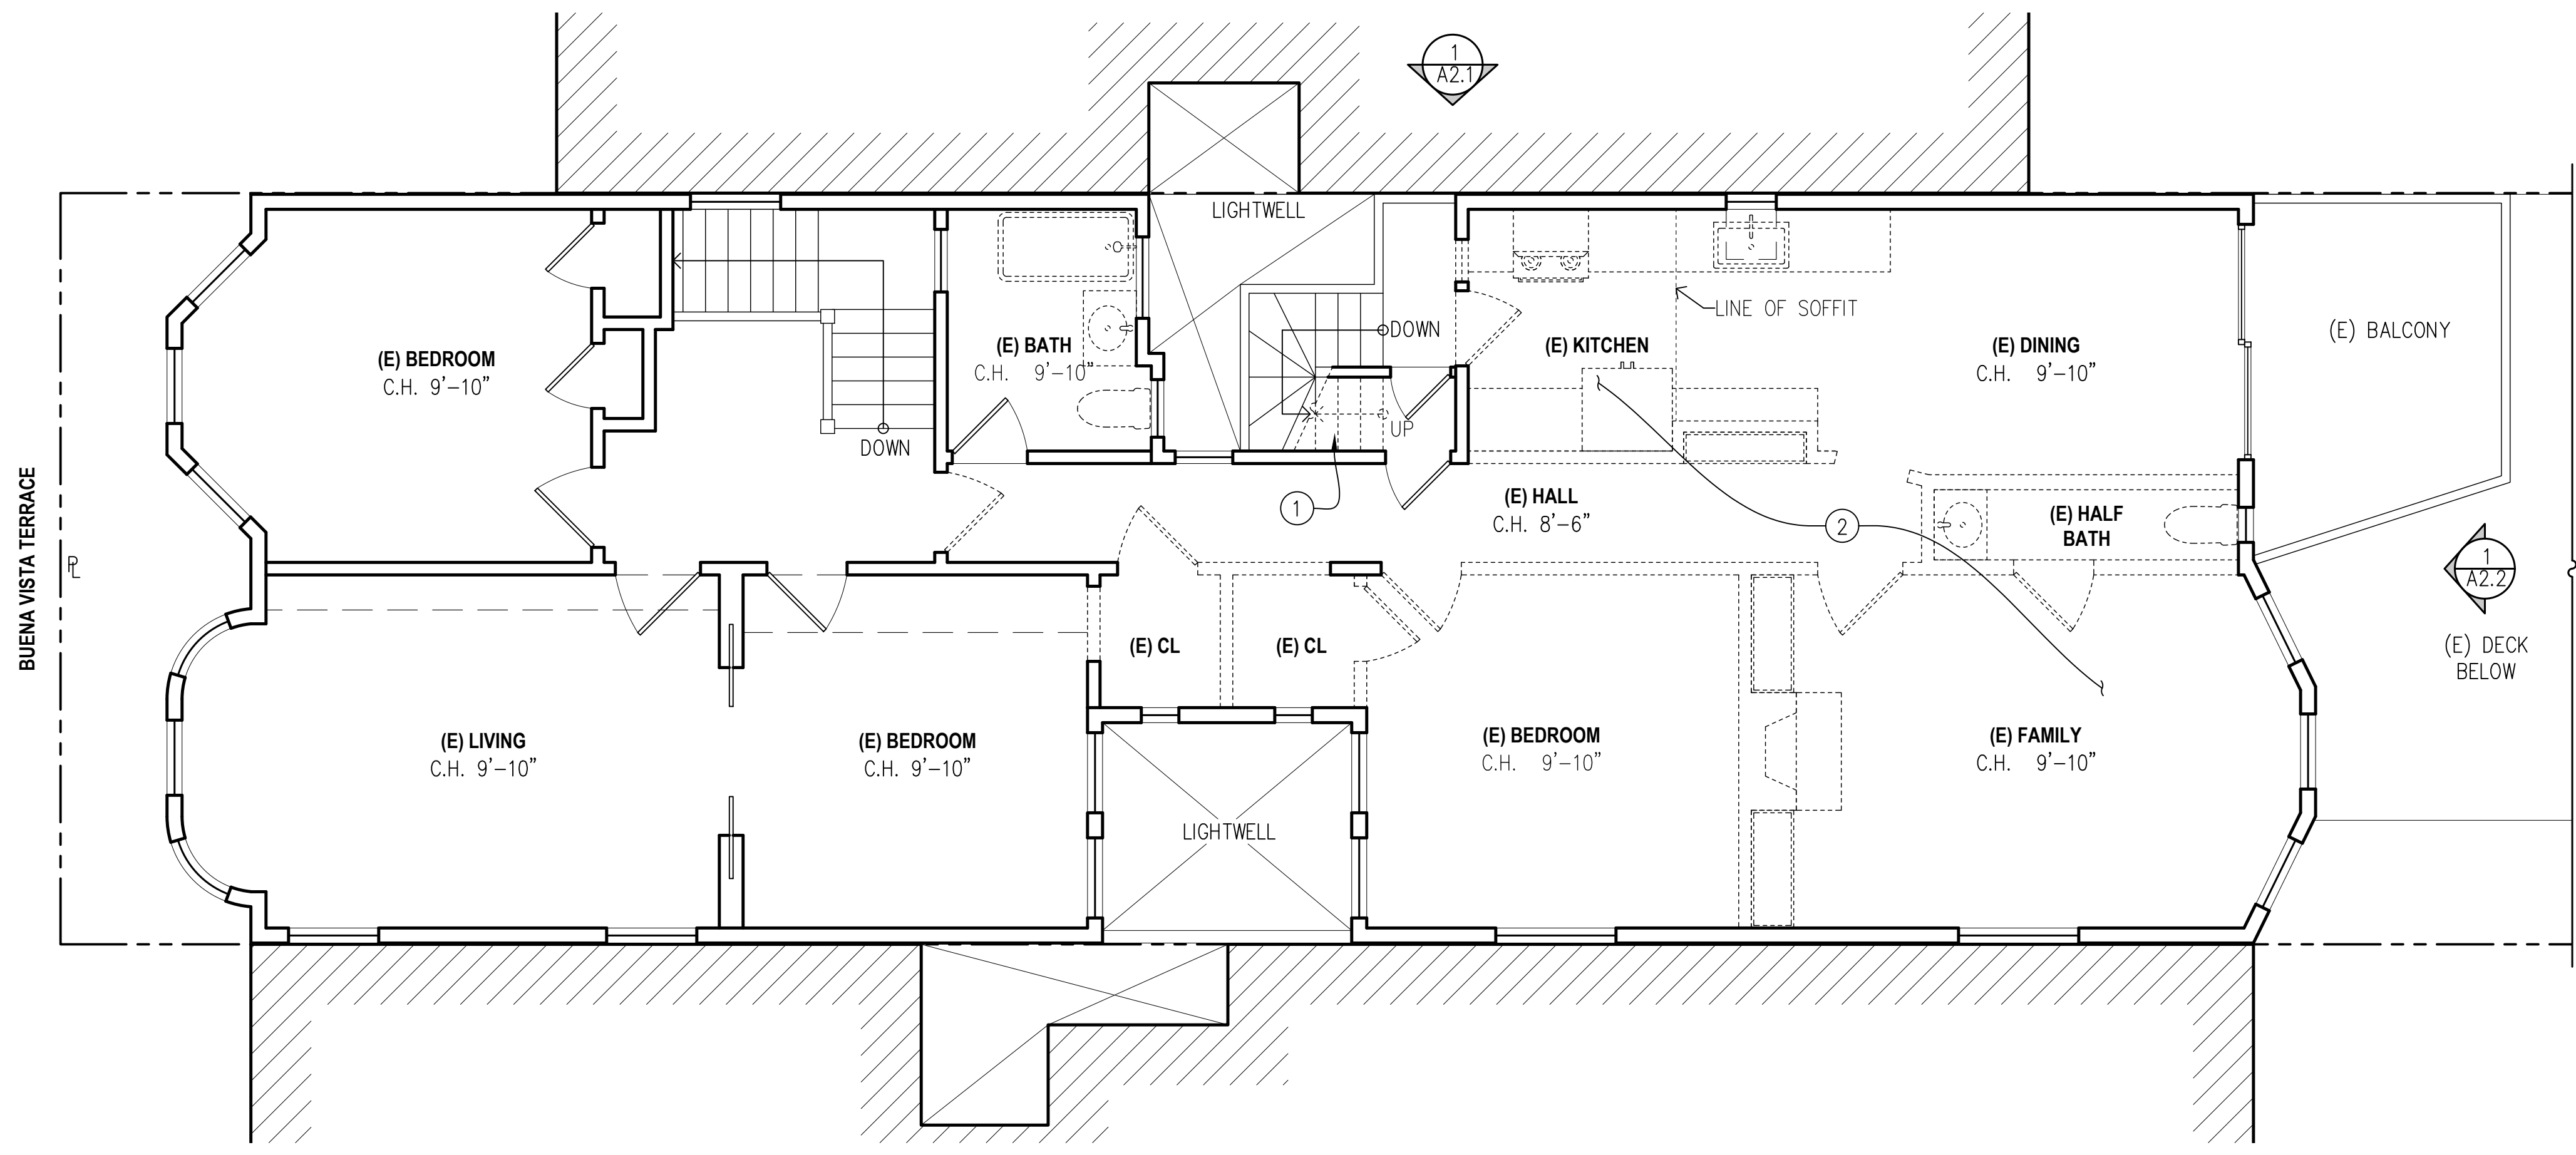 1
A2.1
LIGHTWELL
(E) BEDROOM
C.H. 9'-10"
DOWN
(E) BATH
C.H. 9'-10"
DOWN
UP
1
(E) KITCHEN
LINE OF SOFFIT
(E) DINING
C.H. 9'-10"
(E) BALCONY
(E) HALL
C.H. 8'-6"
2
(E) HALF
BATH
1
A2.2
(E) DECK
BELOW
BUENA VISTA TERRACE
PL
(E) LIVING
C.H. 9'-10"
(E) BEDROOM
C.H. 9'-10"
(E) CL
(E) CL
LIGHTWELL
(E) BEDROOM
C.H. 9'-10"
(E) FAMILY
C.H. 9'-10"